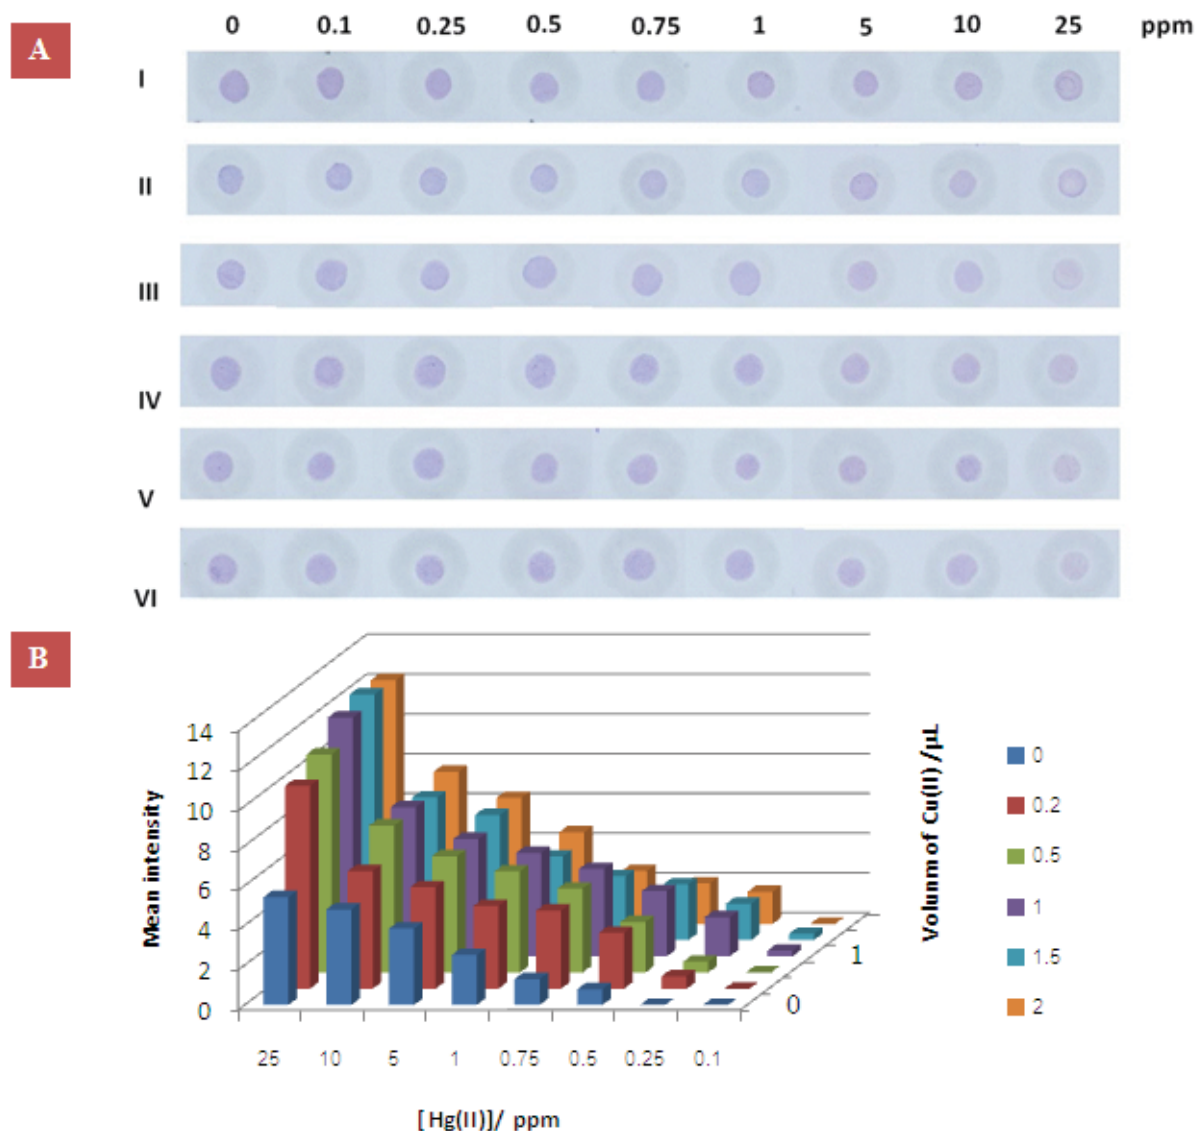 A
0 0.1 0.25 0.5 0.75 1 5 10 25 ppm
I
II
III
IV
V
VI
B
14
12
10
8
6
4
2
0
Mean intensity
25 10 5 1 0.75 0.5 0.25 0.1
[Hg(II)]/ ppm
0
1
Volunm of Cu(II) /µL
0
0.2
0.5
1
1.5
2